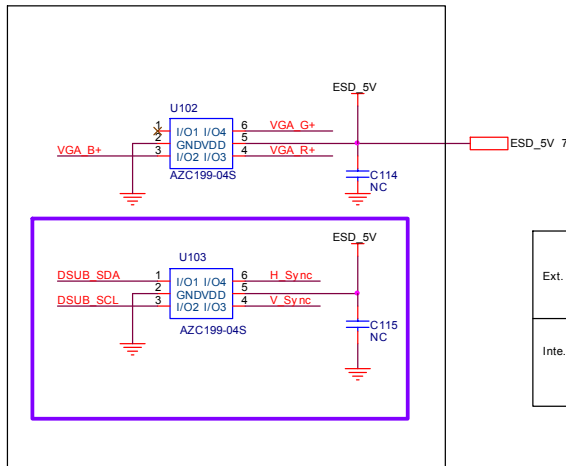 ESD_5V
U102
1 I/O1 I/O4 6 VGA_G+
2 GNDVDD 5
VGA_B+ 3 I/O2 I/O3 4 VGA_R+
AZC199-04S
ESD_5V 7
C114
NC
ESD_5V
U103
DSUB_SDA 1 I/O1 I/O4 6 H_Sync
2 GNDVDD 5
DSUB_SCL 3 I/O2 I/O3 4 V_Sync
AZC199-04S
C115
NC
Ext.
Inte.